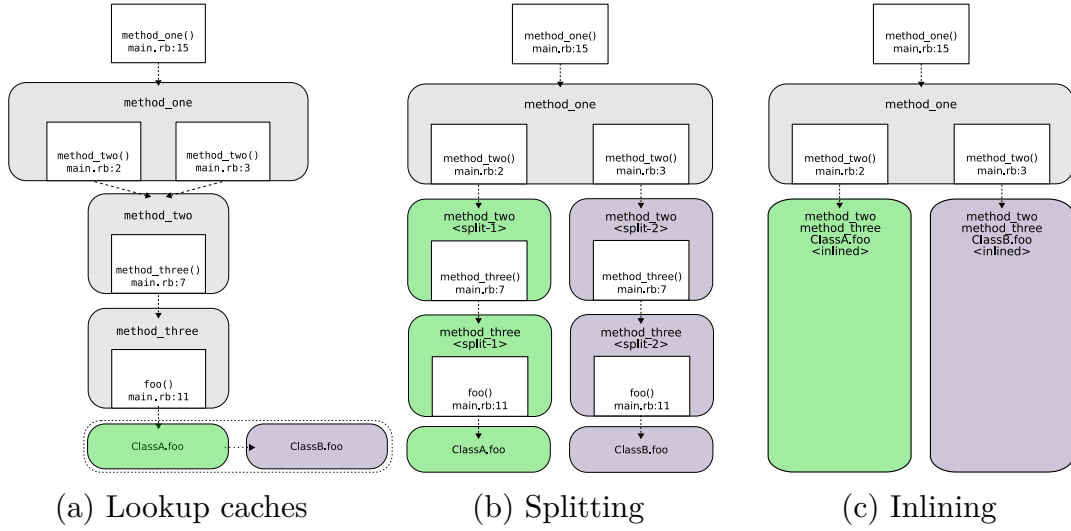 method_one()
main.rb:15
method_one
method_two()
main.rb:2
method_two()
main.rb:3
method_two
method_three()
main.rb:7
method_three
foo()
main.rb:11
ClassA.foo
ClassB.foo
(a) Lookup caches
method_one()
main.rb:15
method_one
method_two()
main.rb:2
method_two()
main.rb:3
method_two
<split-1>
method_two
<split-2>
method_three()
main.rb:7
method_three()
main.rb:7
method_three
<split-1>
method_three
<split-2>
foo()
main.rb:11
foo()
main.rb:11
ClassA.foo
ClassB.foo
(b) Splitting
method_one()
main.rb:15
method_one
method_two()
main.rb:2
method_two()
main.rb:3
method_two
method_three
ClassA.foo
<inlined>
method_two
method_three
ClassB.foo
<inlined>
(c) Inlining